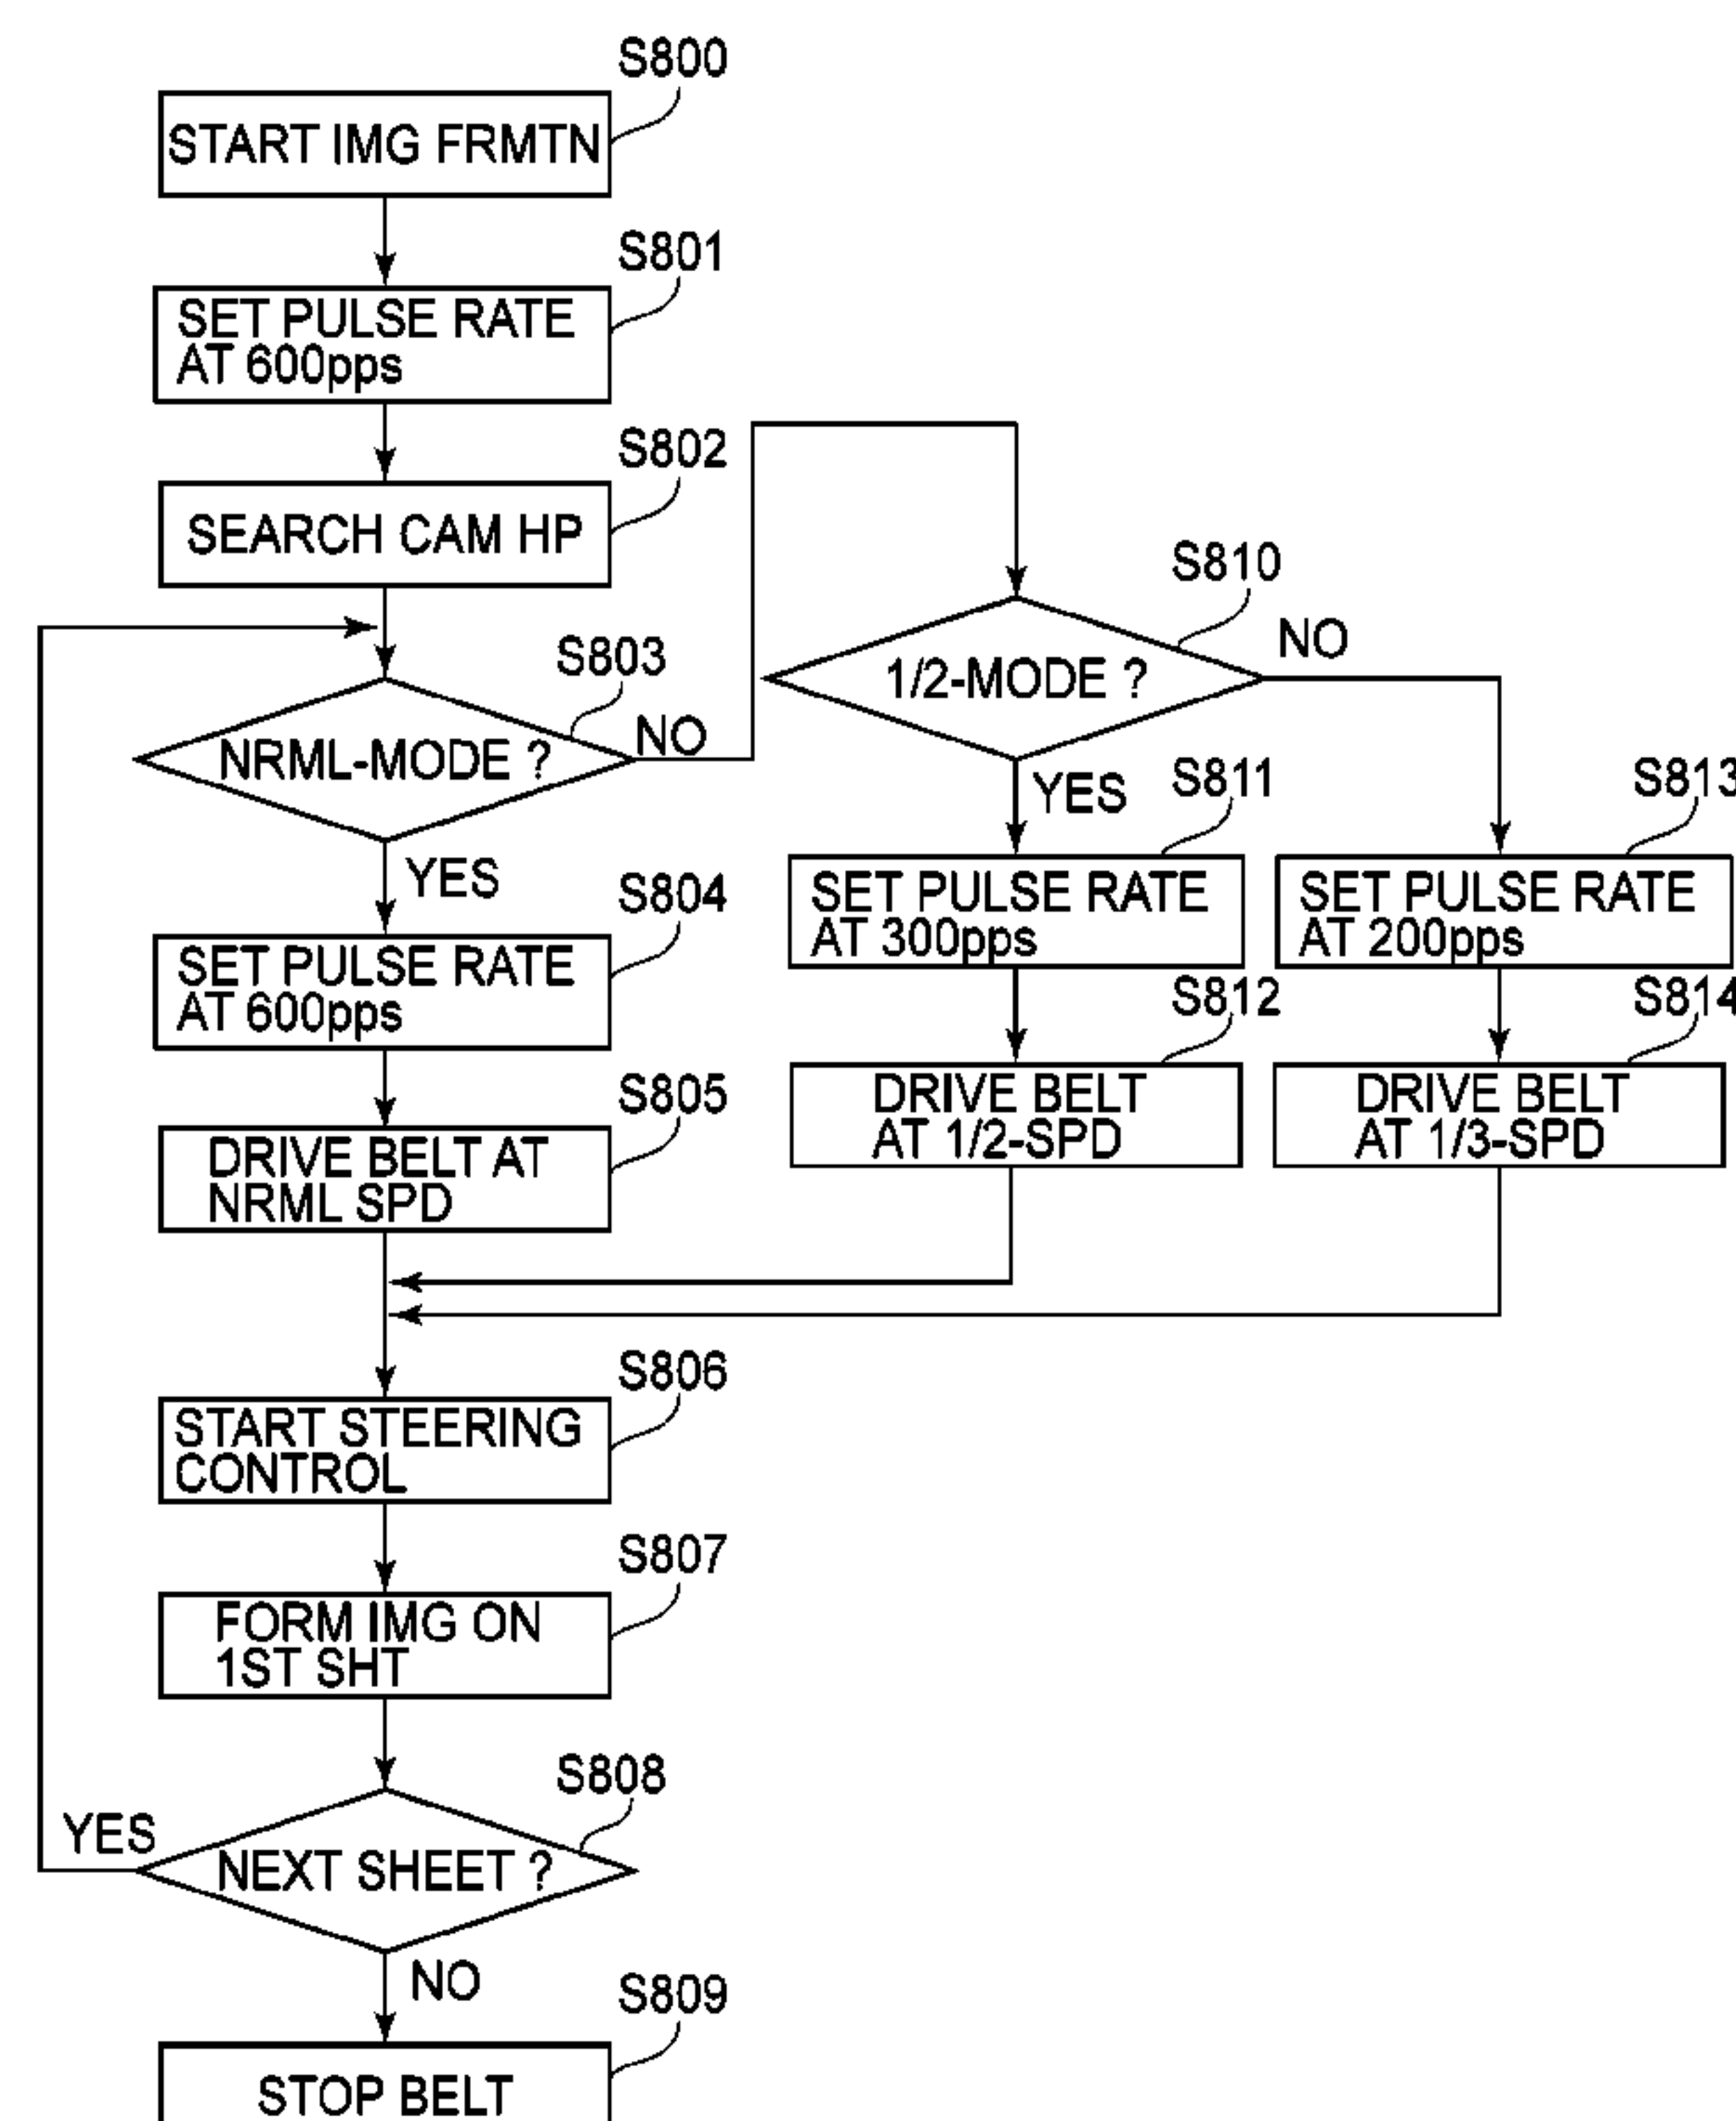 S800
START IMG FRMTN
S801
SET PULSE RATE
AT 600pps
S802
SEARCH CAM HP
S803
NRML-MODE ?
NO
YES
S804
SET PULSE RATE
AT 600pps
S805
DRIVE BELT AT
NRML SPD
S810
1/2-MODE ?
NO
YES
S811
SET PULSE RATE
AT 300pps
S812
DRIVE BELT
AT 1/2-SPD
S813
SET PULSE RATE
AT 200pps
S814
DRIVE BELT
AT 1/3-SPD
S806
START STEERING
CONTROL
S807
FORM IMG ON
1ST SHT
S808
NEXT SHEET ?
YES
NO
S809
STOP BELT